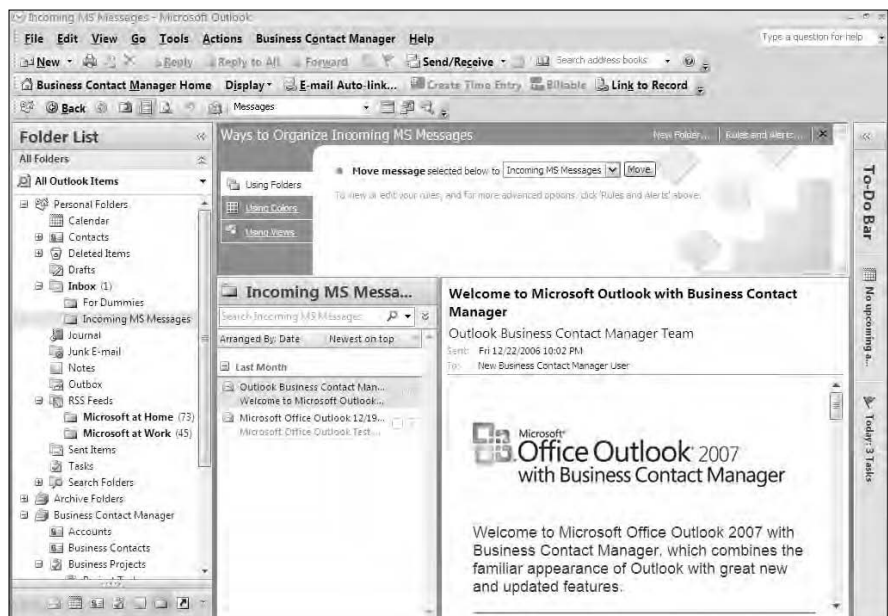 Incoming MS Messages - Microsoft Outlook
File Edit View Go Tools Actions Business Contact Manager Help
Type a question for help
New Reply Reply to All Forward Send/Receive Search address books
Business Contact Manager Home Display E-mail Auto-link... Create Time Entry Billable Link to Record
Back Messages
Folder List
All Folders
All Outlook Items
Personal Folders
Calendar
Contacts
Deleted Items
Drafts
Inbox (1)
For Dummies
Incoming MS Messages
Journal
Junk E-mail
Notes
Outbox
RSS Feeds
Microsoft at Home (73)
Microsoft at Work (45)
Sent Items
Tasks
Search Folders
Archive Folders
Business Contact Manager
Accounts
Business Contacts
Business Projects
Ways to Organize Incoming MS Messages
New Folder... Rules and Alerts...
Using Folders
Using Colors
Using Views
Move message selected below to Incoming MS Messages Move
To view or edit your rules, and for more advanced options, click 'Rules and Alerts' above.
Incoming MS Messa...
Search Incoming MS Messages
Arranged By: Date Newest on top
Last Month
Outlook Business Contact Man...
Welcome to Microsoft Outlook...
Microsoft Office Outlook 12/19...
Microsoft Office Outlook Test...
Welcome to Microsoft Outlook with Business Contact
Manager
Outlook Business Contact Manager Team
Sent: Fri 12/22/2006 10:02 PM
To: New Business Contact Manager User
Microsoft
Office Outlook 2007
with Business Contact Manager
Welcome to Microsoft Office Outlook 2007 with
Business Contact Manager, which combines the
familiar appearance of Outlook with great new
and updated features.
To-Do Bar
No upcoming a...
Today: 3 Tasks